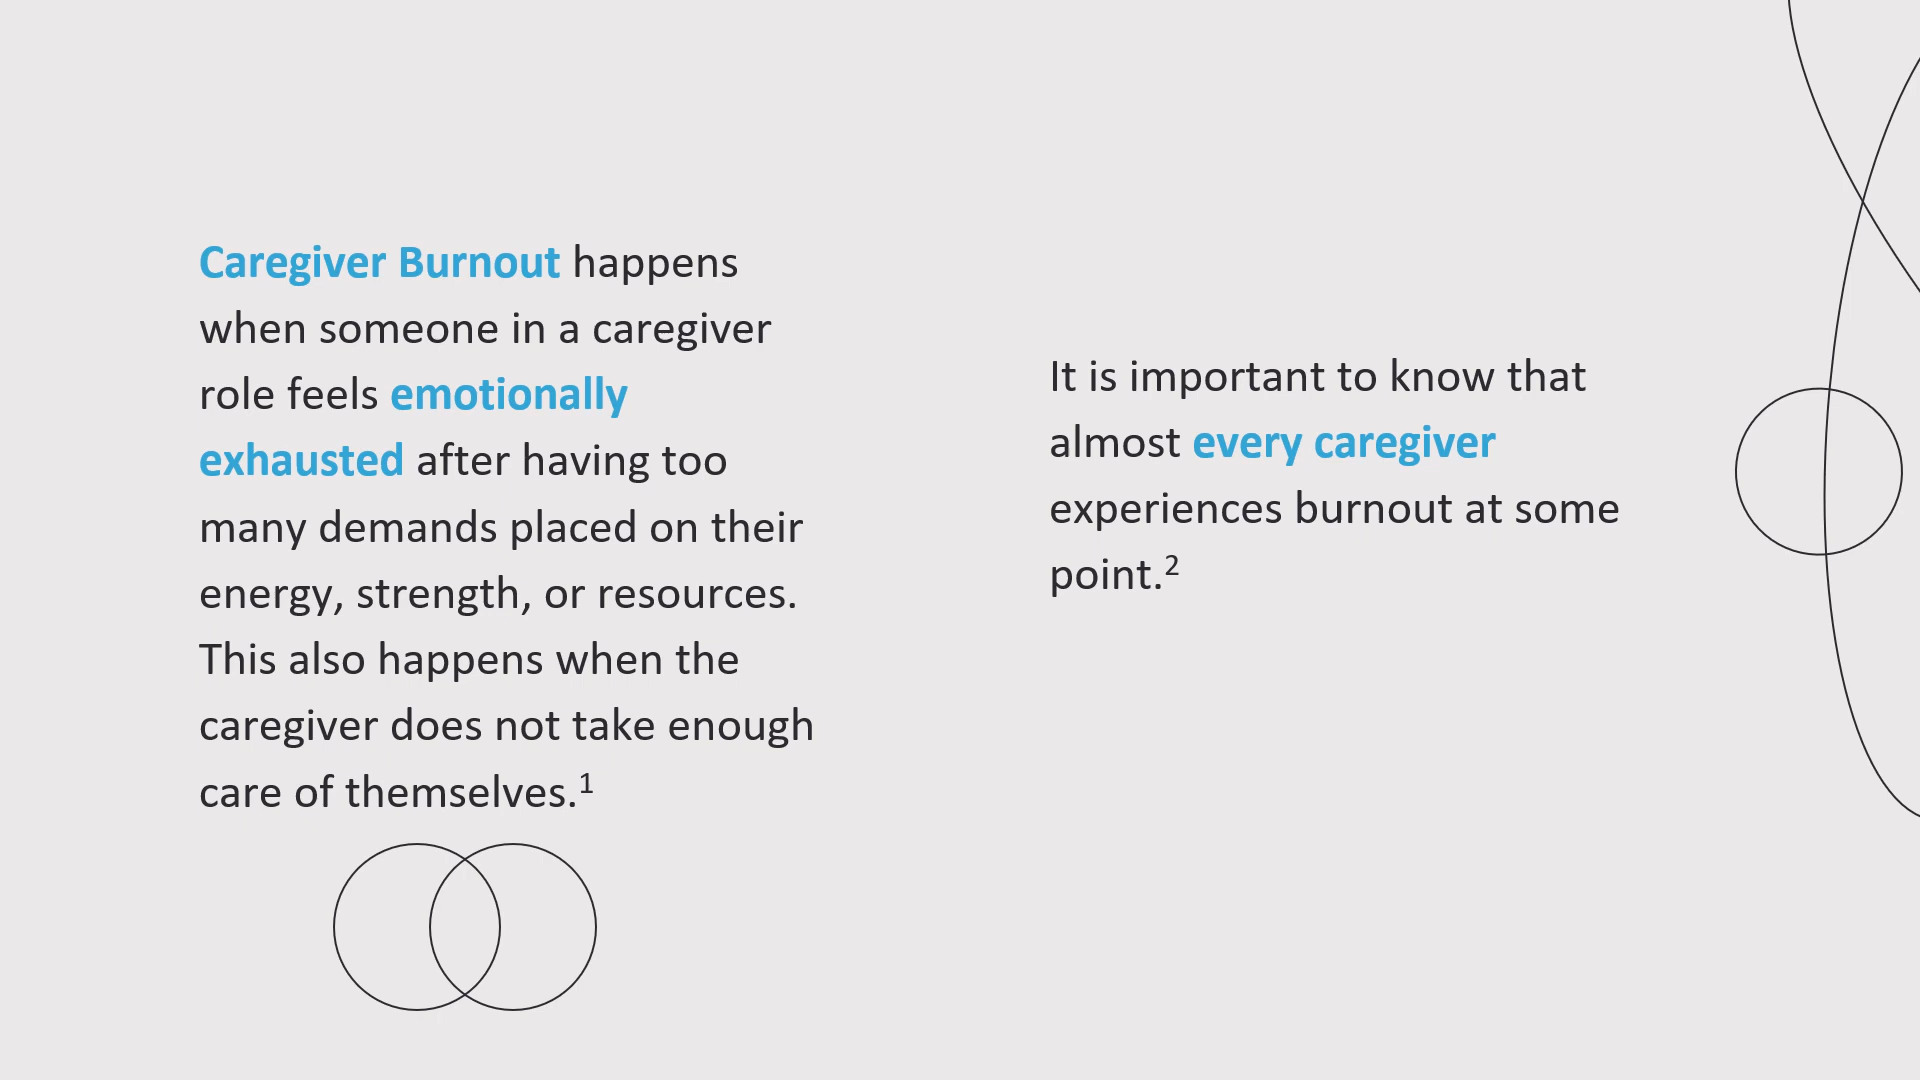 Caregiver Burnout happens
when someone in a caregiver
role feels emotionally
exhausted after having too
many demands placed on their
energy, strength, or resources.
This also happens when the
caregiver does not take enough
care of themselves.¹
It is important to know that
almost every caregiver
experiences burnout at some
point.²